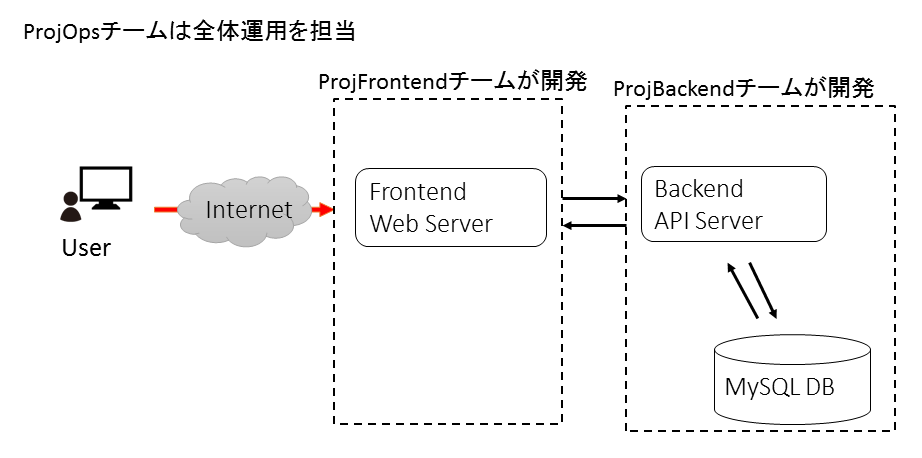 ProjOpsチームは全体運用を担当
ProjFrontendチームが開発
ProjBackendチームが開発
Frontend
Web Server
Backend
API Server
Internet
User
MySQL DB